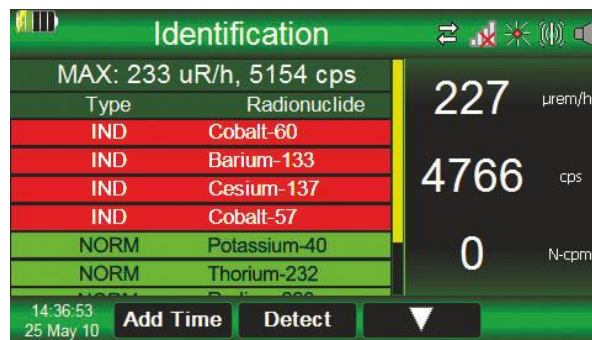 Identification
MAX: 233 uR/h, 5154 cps
Type Radionuclide
IND Cobalt-60
IND Barium-133
IND Cesium-137
IND Cobalt-57
NORM Potassium-40
NORM Thorium-232
227 µrem/h
4766 cps
0 N-cpm
14:36:53
25 May 10
Add Time
Detect